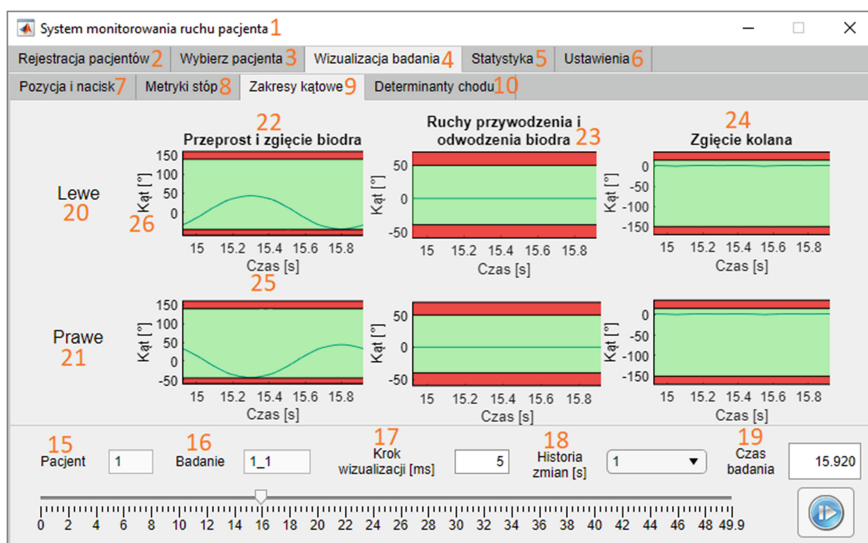 System monitorowania ruchu pacjenta 1
Rejestracja pacjentów 2 Wybierz pacjenta 3 Wizualizacja badania 4 Statystyka 5 Ustawienia 6
Pozycja i nacisk 7 Metryki stóp 8 Zakresy kątowe 9 Determinanty chodu 10
22
Przeprost i zgięcie biodra
Ruchy przywodzenia i
odwodzenia biodra 23
24
Zgięcie kolana
Lewe
20
26
Kąt [°]
150
100
50
0
15 15.2 15.4 15.6 15.8
Czas [s]
25
Kąt [°]
50
0
-50
15 15.2 15.4 15.6 15.8
Czas [s]
Kąt [°]
0
-50
-100
-150
15 15.2 15.4 15.6 15.8
Czas [s]
Prawe
21
Kąt [°]
150
100
50
0
-50
15 15.2 15.4 15.6 15.8
Czas [s]
Kąt [°]
50
0
-50
15 15.2 15.4 15.6 15.8
Czas [s]
Kąt [°]
0
-50
-100
-150
15 15.2 15.4 15.6 15.8
Czas [s]
15
Pacjent 1
16
Badanie 1_1
17
Krok
wizualizacji [ms] 5
18
Historia
zmian [s] 1
19
Czas
badania 15.920
0 2 4 6 8 10 12 14 16 18 20 22 24 26 28 30 32 34 36 38 40 42 44 46 48 49.9